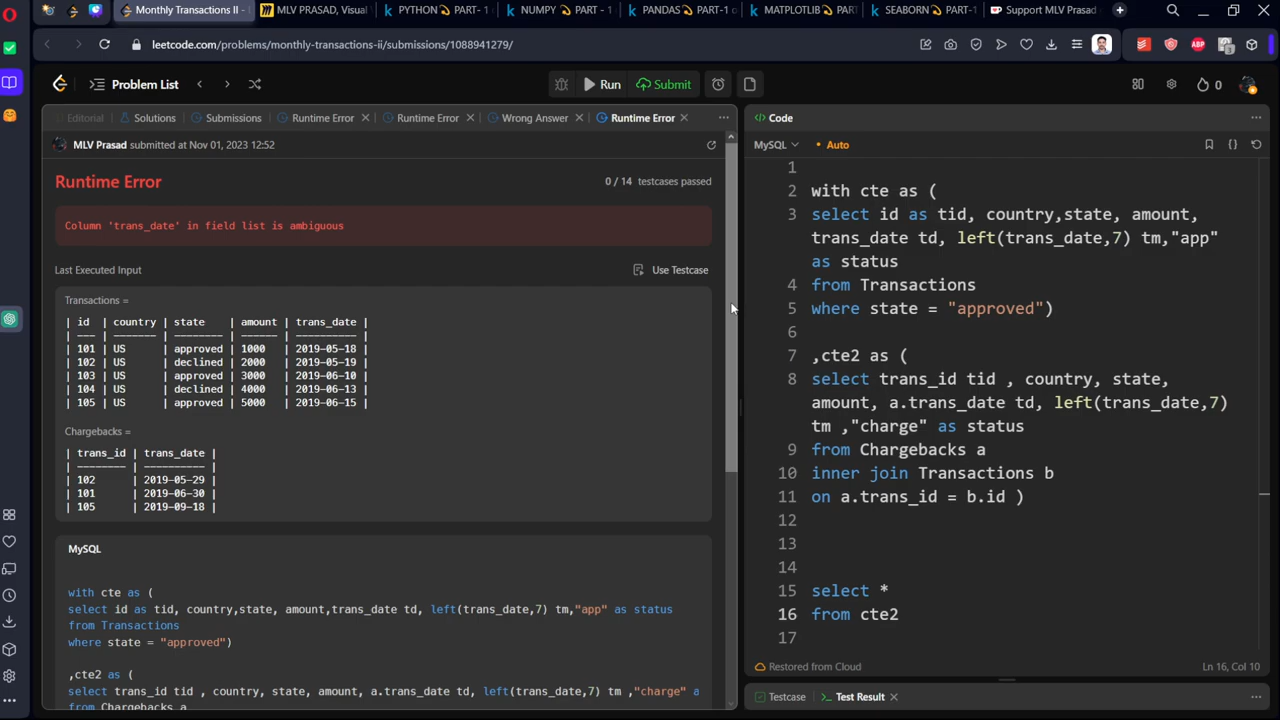 Monthly Transactions II -
MLV PRASAD, Visual
PYTHON PART- 1
NUMPY PART - 1
PANDAS PART-1 o
MATPLOTLIB PAR
SEABORN PART-1
Support MLV Prasad
leetcode.com/problems/monthly-transactions-ii/submissions/1088941279/
Problem List
Run
Submit
0
Editorial
Solutions
Submissions
Runtime Error
Runtime Error
Wrong Answer
Runtime Error
MLV Prasad submitted at Nov 01, 2023 12:52
Runtime Error
0 / 14 testcases passed
Column 'trans_date' in field list is ambiguous
Last Executed Input
Use Testcase
Transactions =
| id | country | state | amount | trans_date |
| --- | ------- | -------- | ------ | ---------- |
| 101 | US | approved | 1000 | 2019-05-18 |
| 102 | US | declined | 2000 | 2019-05-19 |
| 103 | US | approved | 3000 | 2019-06-10 |
| 104 | US | declined | 4000 | 2019-06-13 |
| 105 | US | approved | 5000 | 2019-06-15 |
Chargebacks =
| trans_id | trans_date |
| -------- | ---------- |
| 102 | 2019-05-29 |
| 101 | 2019-06-30 |
| 105 | 2019-09-18 |
MySQL
with cte as (
select id as tid, country,state, amount,trans_date td, left(trans_date,7) tm,"app" as status
from Transactions
where state = "approved")
,cte2 as (
select trans_id tid , country, state, amount, a.trans_date td, left(trans_date,7) tm ,"charge" a
from Chargebacks a
Code
MySQL
Auto
1
2 with cte as (
3 select id as tid, country,state, amount,
trans_date td, left(trans_date,7) tm,"app"
as status
4 from Transactions
5 where state = "approved")
6
7 ,cte2 as (
8 select trans_id tid , country, state,
amount, a.trans_date td, left(trans_date,7)
tm ,"charge" as status
9 from Chargebacks a
10 inner join Transactions b
11 on a.trans_id = b.id )
12
13
14
15 select *
16 from cte2
17
Restored from Cloud
Ln 16, Col 10
Testcase
Test Result